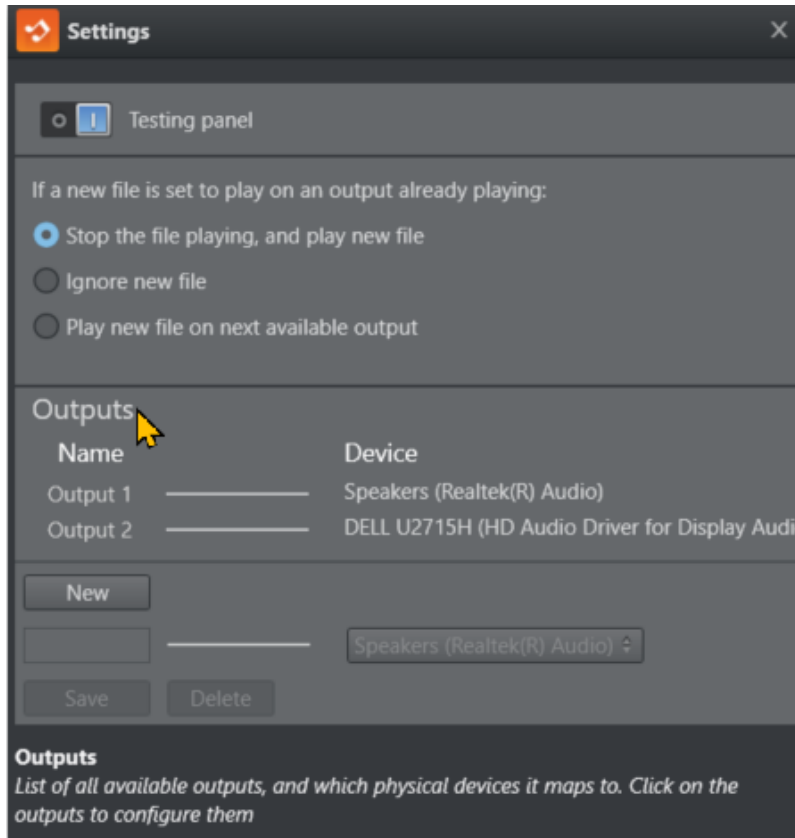 Settings
Testing panel
If a new file is set to play on an output already playing:
Stop the file playing, and play new file
Ignore new file
Play new file on next available output
Outputs
Name Device
Output 1 Speakers (Realtek(R) Audio)
Output 2 DELL U2715H (HD Audio Driver for Display Audi
New
Speakers (Realtek(R) Audio)
Save Delete
Outputs
List of all available outputs, and which physical devices it maps to. Click on the
outputs to configure them